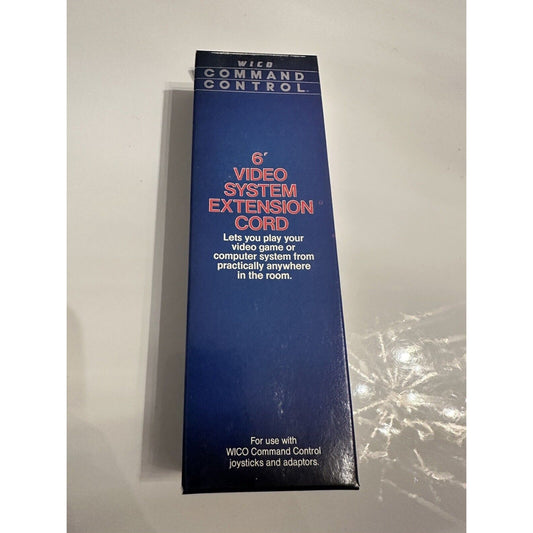 WICO
COMMAND
CONTROL
6'
VIDEO
SYSTEM
EXTENSION
CORD
Lets you play your
video game or
computer system from
practically anywhere
in the room.
For use with
WICO Command Control
joysticks and adaptors.